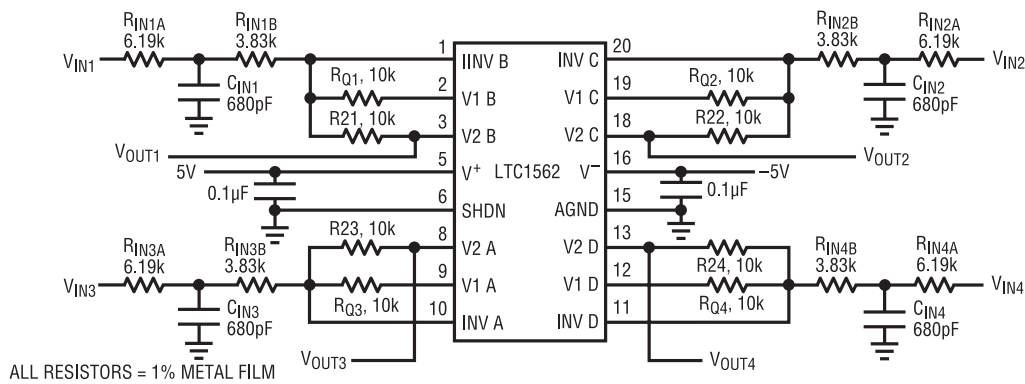 RIN1A
6.19k
RIN1B
3.83k
VIN1
CIN1
680pF
RQ1, 10k
R21, 10k
VOUT1
5V
0.1µF
1
2
3
5
6
8
9
10
IINV B
V1 B
V2 B
V+
SHDN
V2 A
V1 A
INV A
LTC1562
INV C
V1 C
V2 C
V−
AGND
V2 D
V1 D
INV D
20
19
18
16
15
13
12
11
RIN2B
3.83k
RIN2A
6.19k
VIN2
CIN2
680pF
RQ2, 10k
R22, 10k
VOUT2
−5V
0.1µF
RIN3A
6.19k
RIN3B
3.83k
VIN3
CIN3
680pF
R23, 10k
RQ3, 10k
VOUT3
R24, 10k
RQ4, 10k
RIN4B
3.83k
RIN4A
6.19k
VIN4
CIN4
680pF
VOUT4
ALL RESISTORS = 1% METAL FILM